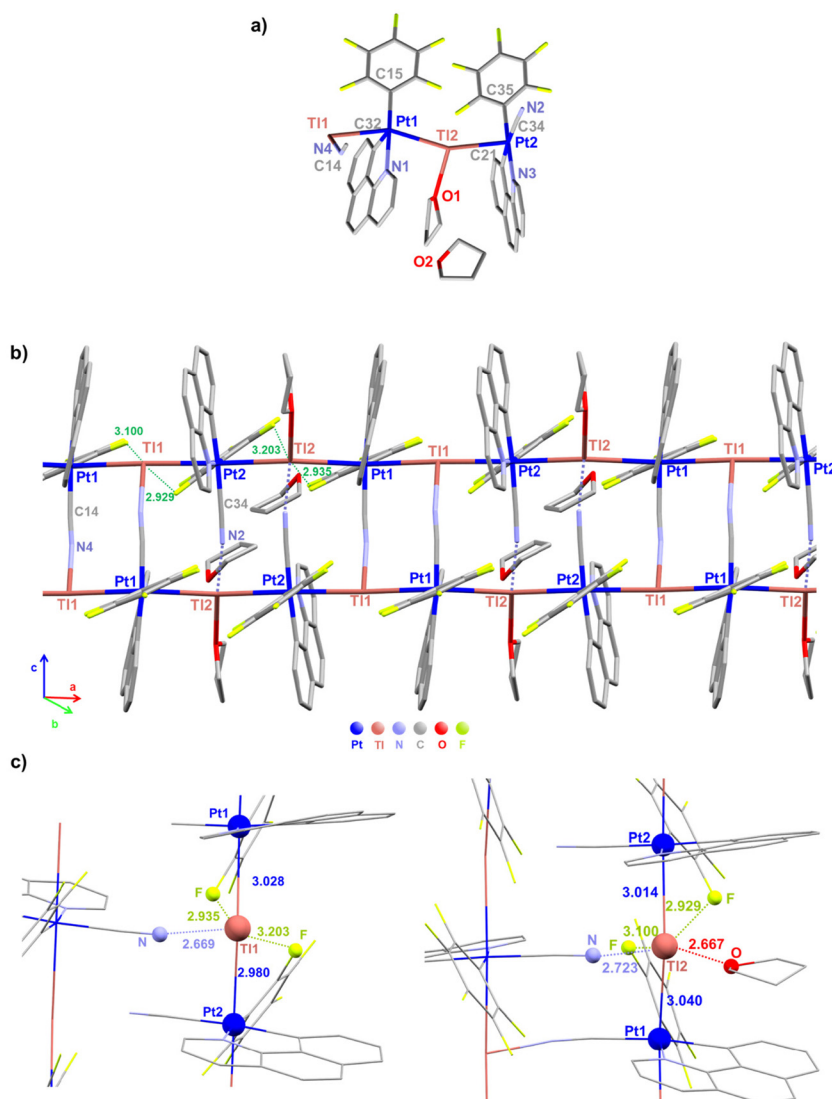 a)
C15
C35
N2
Tl1
C32
Pt1
Tl2
C34
N4
C21
Pt2
C14
N1
N3
O1
O2
b)
3.100
Tl1
3.203
Tl2
Tl2
Pt1
Pt2
2.935
Pt1
Tl1
Pt2
Pt1
Tl1
Pt2
2.929
C14
C34
N4
N2
Pt1
Pt2
Pt1
Pt2
Pt1
Tl1
Tl2
Tl1
Tl2
Tl1
Tl2
c
a
b
Pt Tl N C O F
c)
Pt1
Pt2
F
3.028
3.014
F
2.935
F
2.929
N
3.203
N
F
3.100
2.667
2.669
Tl1
2.723
Tl2
O
2.980
3.040
Pt2
Pt1